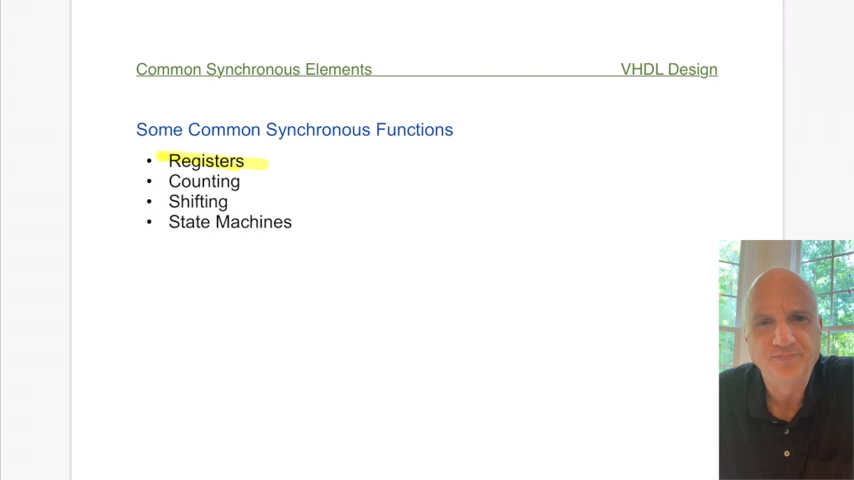 Common Synchronous Elements VHDL Design
Some Common Synchronous Functions
• Registers
• Counting
• Shifting
• State Machines